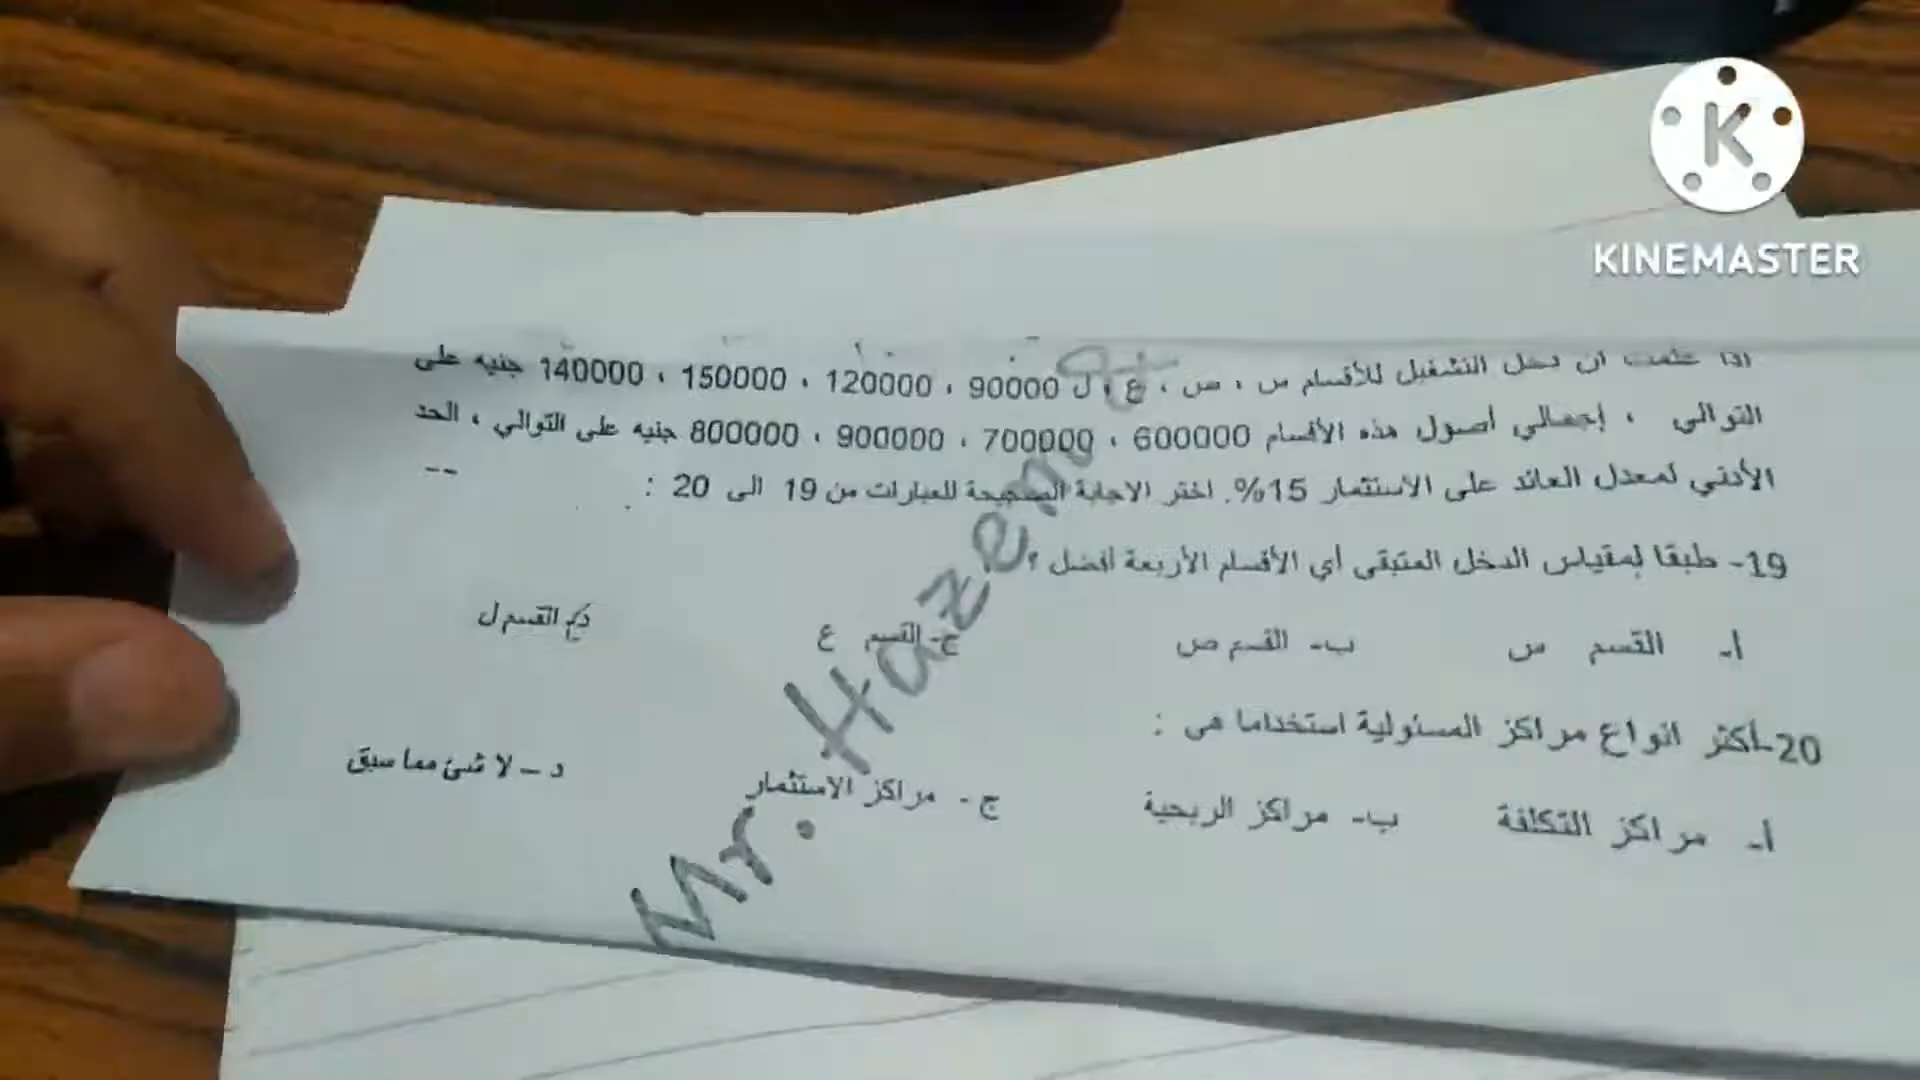 K
KINEMASTER
اذا علمت ان دخل التشغيل للأقسام س ، ص ، ع ، ل 90000 ، 120000 ، 150000 ، 140000 جنيه على
التوالي ، إجمالي أصول هذه الأقسام 600000 ، 700000 ، 900000 ، 800000 جنيه على التوالي ، الحد
الأدني لمعدل العائد على الاستثمار 15%. اختر الاجابة الصحيحة للعبارات من 19 الى 20 :
19- طبقا لمقياس الدخل المتبقى أي الأقسام الأربعة أفضل ؟
أ- القسم س ب- القسم ص ج- القسم ع د- القسم ل
20-أكثر انواع مراكز المسئولية استخداما هى :
أ- مراكز التكلفة ب- مراكز الربحية ج - مراكز الاستثمار د – لا شئ مما سبق
Mr. Hazem